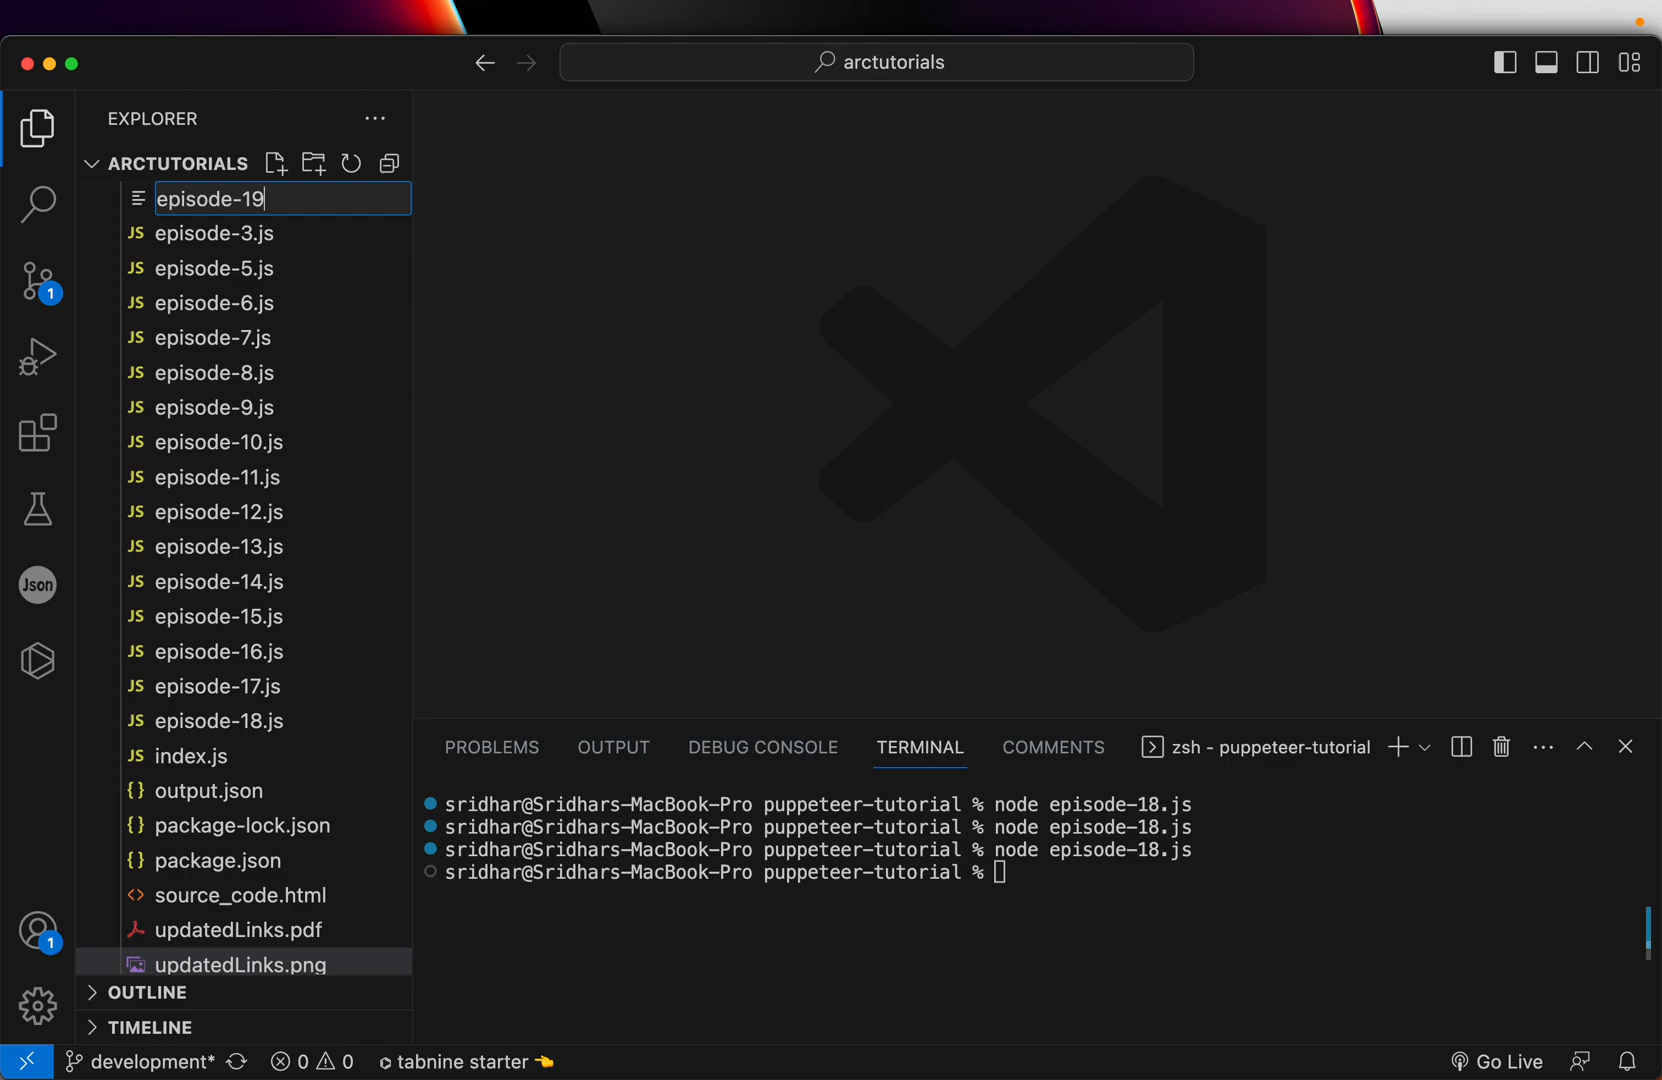 arctutorials
EXPLORER
ARCTUTORIALS
episode-19
JS episode-3.js
JS episode-5.js
JS episode-6.js
JS episode-7.js
JS episode-8.js
JS episode-9.js
JS episode-10.js
JS episode-11.js
JS episode-12.js
JS episode-13.js
JS episode-14.js
JS episode-15.js
JS episode-16.js
JS episode-17.js
JS episode-18.js
JS index.js
{} output.json
{} package-lock.json
{} package.json
<> source_code.html
updatedLinks.pdf
updatedLinks.png
OUTLINE
TIMELINE
1
Json
1
PROBLEMS OUTPUT DEBUG CONSOLE TERMINAL COMMENTS zsh - puppeteer-tutorial
sridhar@Sridhars-MacBook-Pro puppeteer-tutorial % node episode-18.js
sridhar@Sridhars-MacBook-Pro puppeteer-tutorial % node episode-18.js
sridhar@Sridhars-MacBook-Pro puppeteer-tutorial % node episode-18.js
sridhar@Sridhars-MacBook-Pro puppeteer-tutorial %
development* 0 0 tabnine starter 👈 Go Live